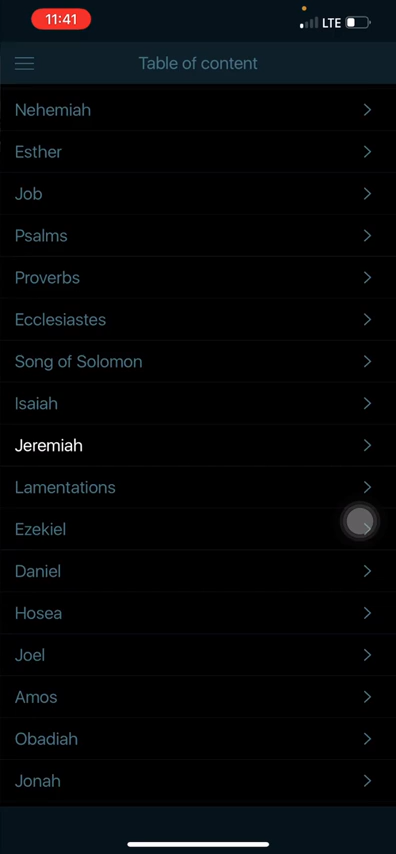 11:41
LTE
Table of content
Nehemiah
Esther
Job
Psalms
Proverbs
Ecclesiastes
Song of Solomon
Isaiah
Jeremiah
Lamentations
Ezekiel
Daniel
Hosea
Joel
Amos
Obadiah
Jonah